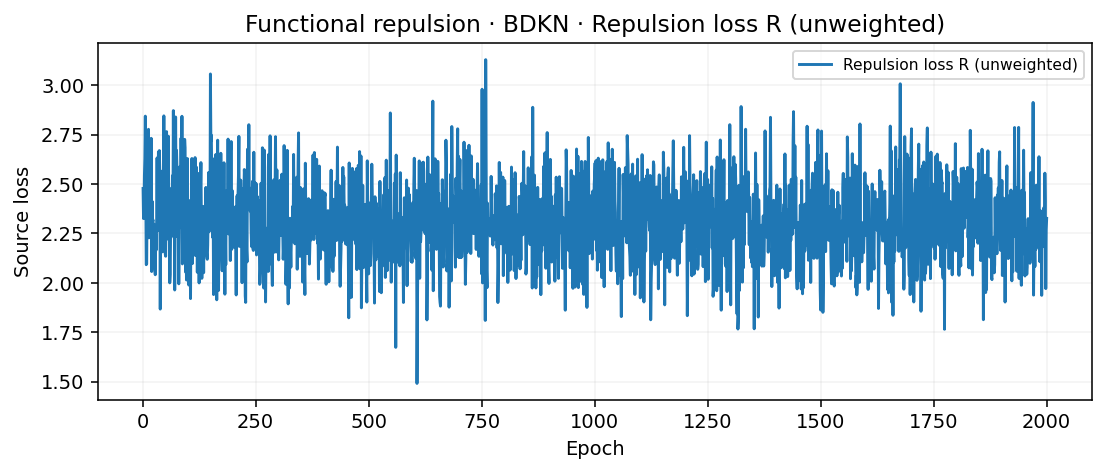 Functional repulsion · BDKN · Repulsion loss R (unweighted)
Repulsion loss R (unweighted)
Source loss
3.00
2.75
2.50
2.25
2.00
1.75
1.50
0 250 500 750 1000 1250 1500 1750 2000
Epoch